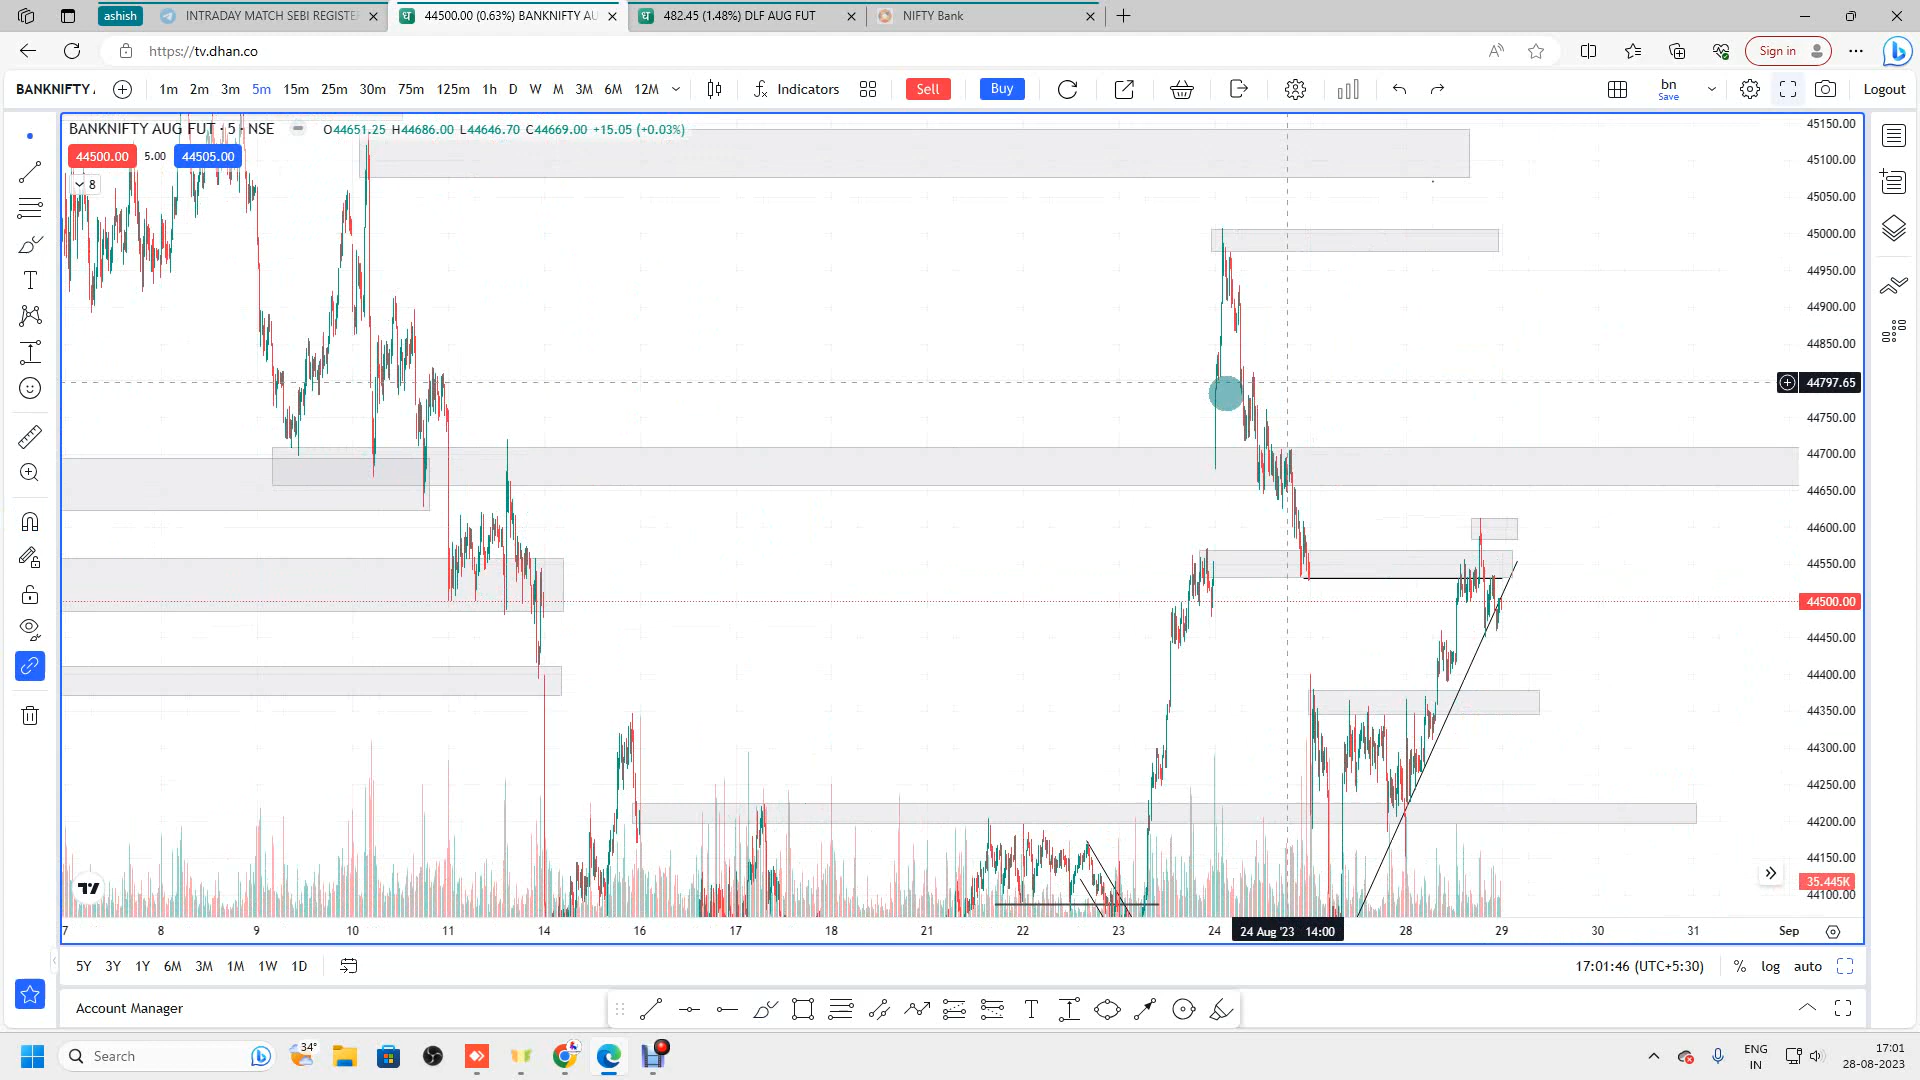 ashish
INTRADAY MATCH SEBI REGISTE
44500.00 (0.63%) BANKNIFTY AU
482.45 (1.48%) DLF AUG FUT
NIFTY Bank
https://tv.dhan.co
Sign in
BANKNIFTY
1m 2m 3m 5m 15m 25m 30m 75m 125m 1h D W M 3M 6M 12M
Indicators
Sell
Buy
bn
Save
Logout
BANKNIFTY AUG FUT · 5 · NSE
O44651.25 H44686.00 L44646.70 C44669.00 +15.05 (+0.03%)
44500.00
5.00
44505.00
8
45150.00
45100.00
45050.00
45000.00
44950.00
44900.00
44850.00
44797.65
44750.00
44700.00
44650.00
44600.00
44550.00
44500.00
44450.00
44400.00
44350.00
44300.00
44250.00
44200.00
44150.00
35.445K
44100.00
7 8 9 10 11 14 16 17 18 21 22 23 24 24 Aug '23 14:00 28 29 30 31 Sep
5Y 3Y 1Y 6M 3M 1M 1W 1D
17:01:46 (UTC+5:30)
% log auto
Account Manager
34°
Search
ENG
IN
17:01
28-08-2023